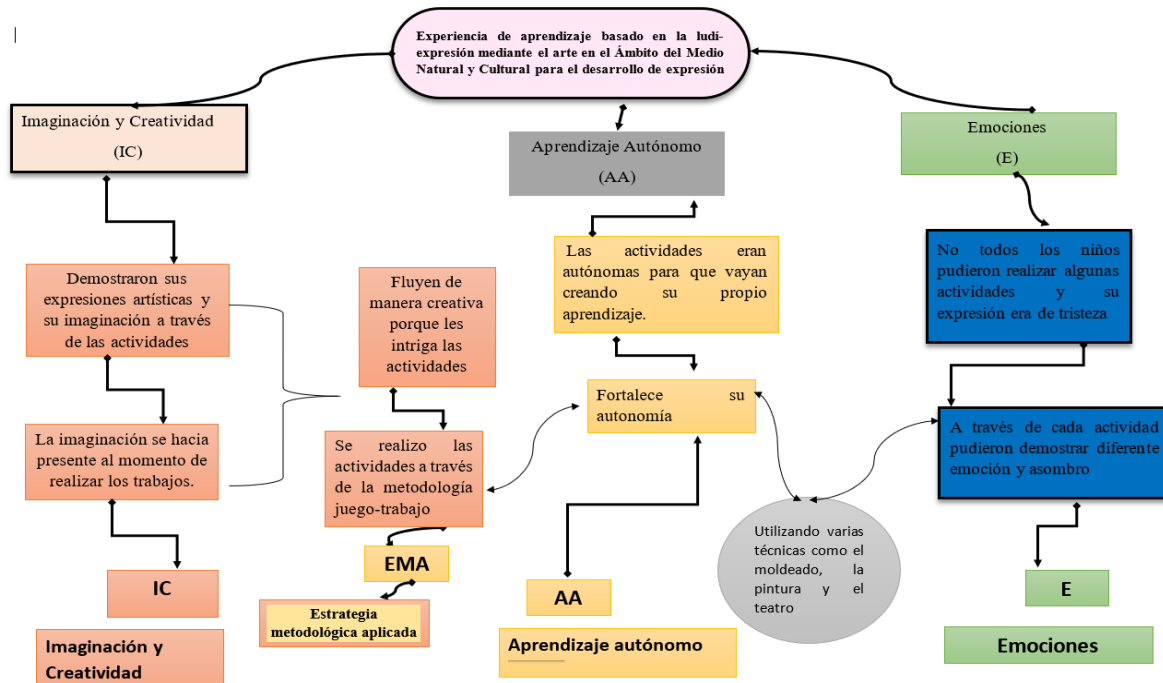 Experiencia de aprendizaje basado en la ludi-
expresión mediante el arte en el Ámbito del Medio
Natural y Cultural para el desarrollo de expresión
Imaginación y Creatividad
(IC)
Aprendizaje Autónomo
(AA)
Emociones
(E)
Demostraron sus
expresiones artísticas y
su imaginación a través
de las actividades
Fluyen de
manera creativa
porque les
intriga las
actividades
Las actividades eran
autónomas para que vayan
creando su propio
aprendizaje.
No todos los niños
pudieron realizar algunas
actividades y su
expresión era de tristeza
La imaginación se hacia
presente al momento de
realizar los trabajos.
Se realizo las
actividades a través
de la metodología
juego-trabajo
Fortalece su
autonomía
A través de cada actividad
pudieron demostrar diferente
emoción y asombro
Utilizando varias
técnicas como el
moldeado, la
pintura y el
teatro
IC
EMA
AA
E
Estrategia
metodológica aplicada
Imaginación y
Creatividad
Aprendizaje autónomo
Emociones